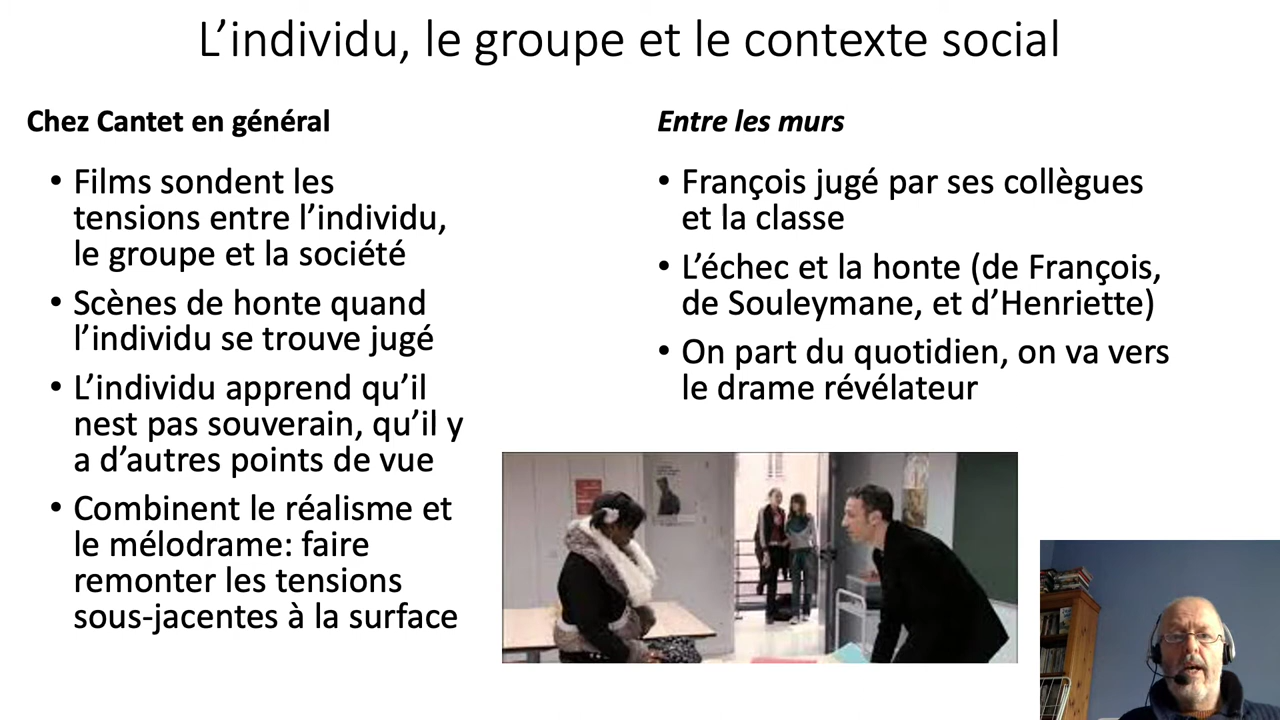 L’individu, le groupe et le contexte social
Chez Cantet en général
• Films sondent les
tensions entre l’individu,
le groupe et la société
• Scènes de honte quand
l’individu se trouve jugé
• L’individu apprend qu’il
nest pas souverain, qu’il y
a d’autres points de vue
• Combinent le réalisme et
le mélodrame: faire
remonter les tensions
sous-jacentes à la surface
Entre les murs
• François jugé par ses collègues
et la classe
• L’échec et la honte (de François,
de Souleymane, et d’Henriette)
• On part du quotidien, on va vers
le drame révélateur